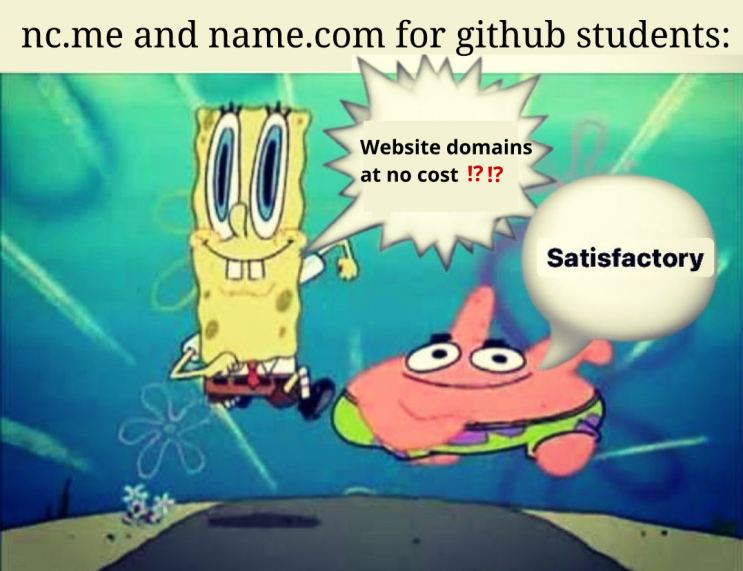 nc.me and name.com for github students:
Website domains
at no cost ⁉️⁉️
Satisfactory